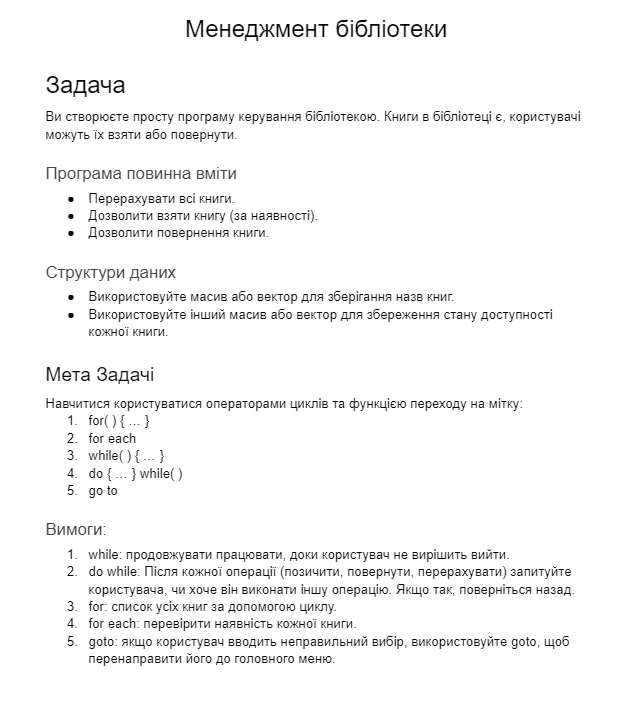 Менеджмент бібліотеки
Задача
Ви створюєте просту програму керування бібліотекою. Книги в бібліотеці є, користувачі
можуть їх взяти або повернути.
Програма повинна вміти
● Перерахувати всі книги.
● Дозволити взяти книгу (за наявності).
● Дозволити повернення книги.
Структури даних
● Використовуйте масив або вектор для зберігання назв книг.
● Використовуйте інший масив або вектор для збереження стану доступності
кожної книги.
Мета Задачі
Навчитися користуватися операторами циклів та функцією переходу на мітку:
1. for( ) { … }
2. for each
3. while( ) { … }
4. do { … } while( )
5. go to
Вимоги:
1. while: продовжувати працювати, доки користувач не вирішить вийти.
2. do while: Після кожної операції (позичити, повернути, перерахувати) запитуйте
користувача, чи хоче він виконати іншу операцію. Якщо так, поверніться назад.
3. for: список усіх книг за допомогою циклу.
4. for each: перевірити наявність кожної книги.
5. goto: якщо користувач вводить неправильний вибір, використовуйте goto, щоб
перенаправити його до головного меню.